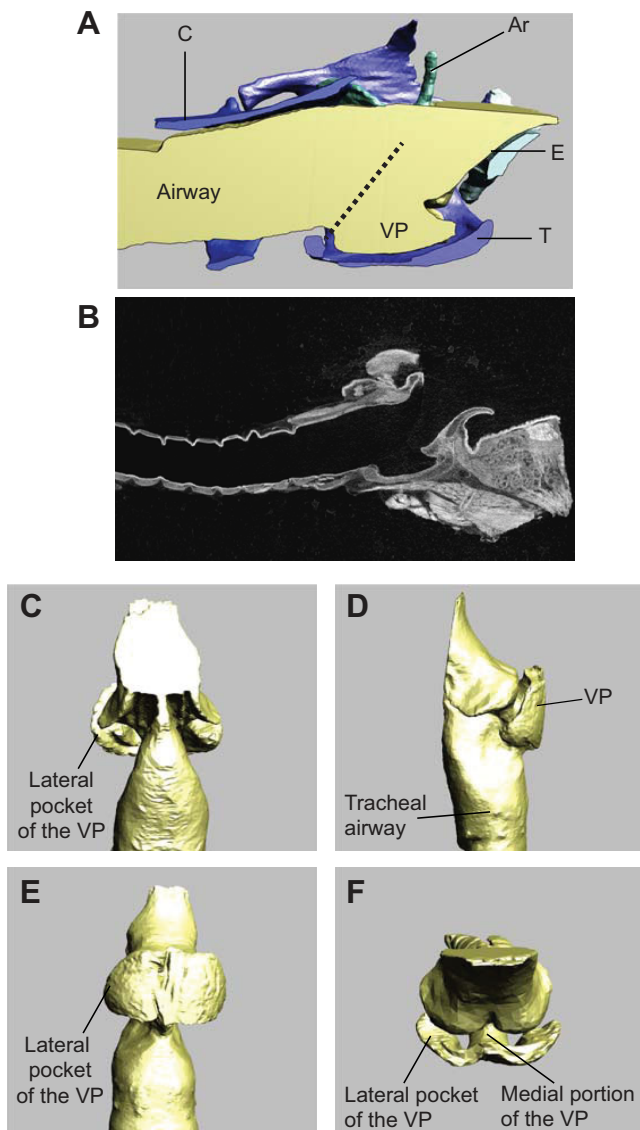 A
C
Ar
Airway
E
VP
T
B
C
Lateral
pocket
of the VP
D
VP
Tracheal
airway
E
Lateral
pocket
of the VP
F
Lateral pocket
of the VP
Medial portion
of the VP